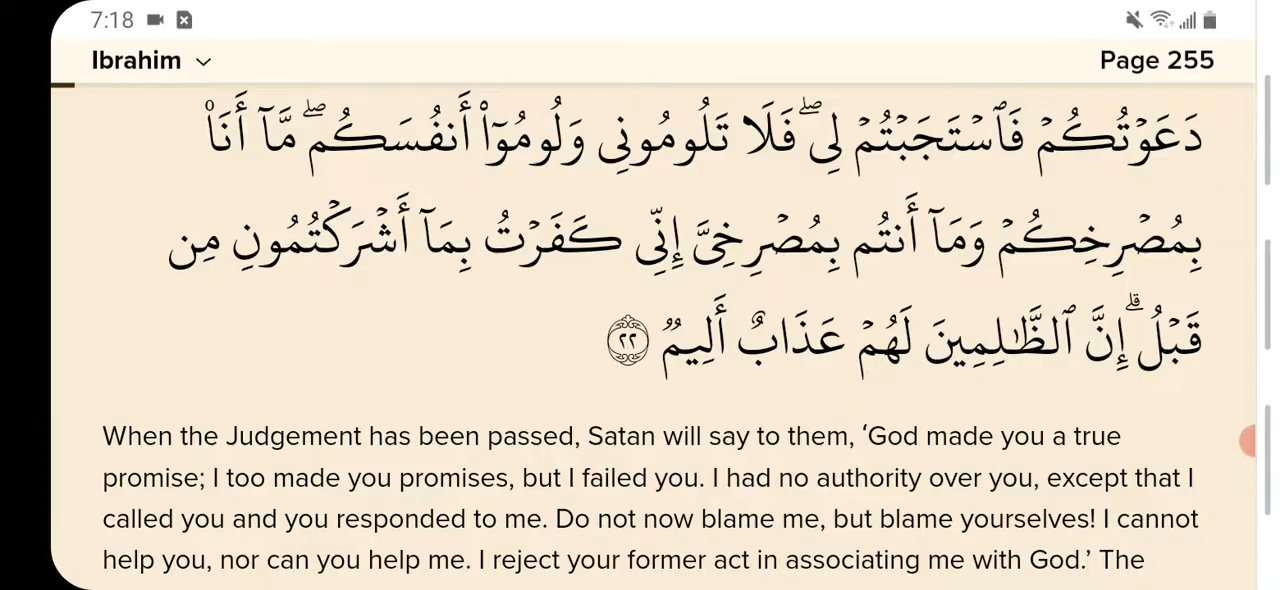 7:18
Ibrahim
Page 255
دَعَوْتُكُمْ فَٱسْتَجَبْتُمْ لِى ۖ فَلَا تَلُومُونِى وَلُومُوٓا۟ أَنفُسَكُم ۖ مَّآ أَنَا۠
بِمُصْرِخِكُمْ وَمَآ أَنتُم بِمُصْرِخِىَّ إِنِّى كَفَرْتُ بِمَآ أَشْرَكْتُمُونِ مِن
قَبْلُ ۗ إِنَّ ٱلظَّـٰلِمِينَ لَهُمْ عَذَابٌ أَلِيمٌ ٢٢
When the Judgement has been passed, Satan will say to them, ‘God made you a true
promise; I too made you promises, but I failed you. I had no authority over you, except that I
called you and you responded to me. Do not now blame me, but blame yourselves! I cannot
help you, nor can you help me. I reject your former act in associating me with God.’ The